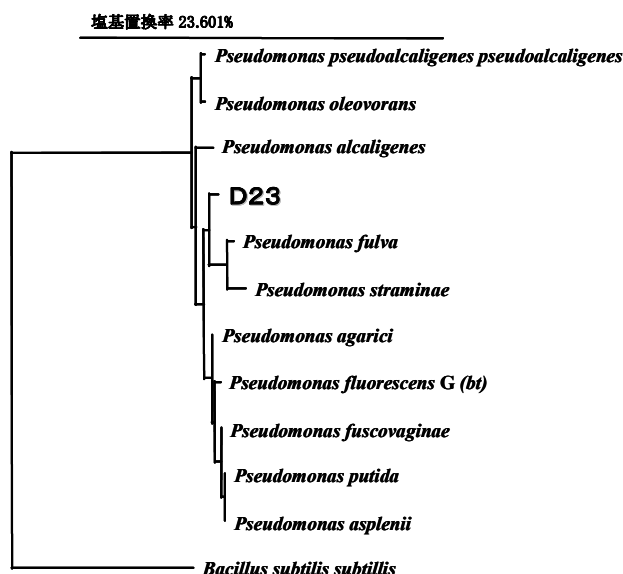 塩基置換率 23.601%
Pseudomonas pseudoalcaligenes pseudoalcaligenes
Pseudomonas oleovorans
Pseudomonas alcaligenes
D23
Pseudomonas fulva
Pseudomonas straminae
Pseudomonas agarici
Pseudomonas fluorescens G (bt)
Pseudomonas fuscovaginae
Pseudomonas putida
Pseudomonas asplenii
Bacillus subtilis subtillis